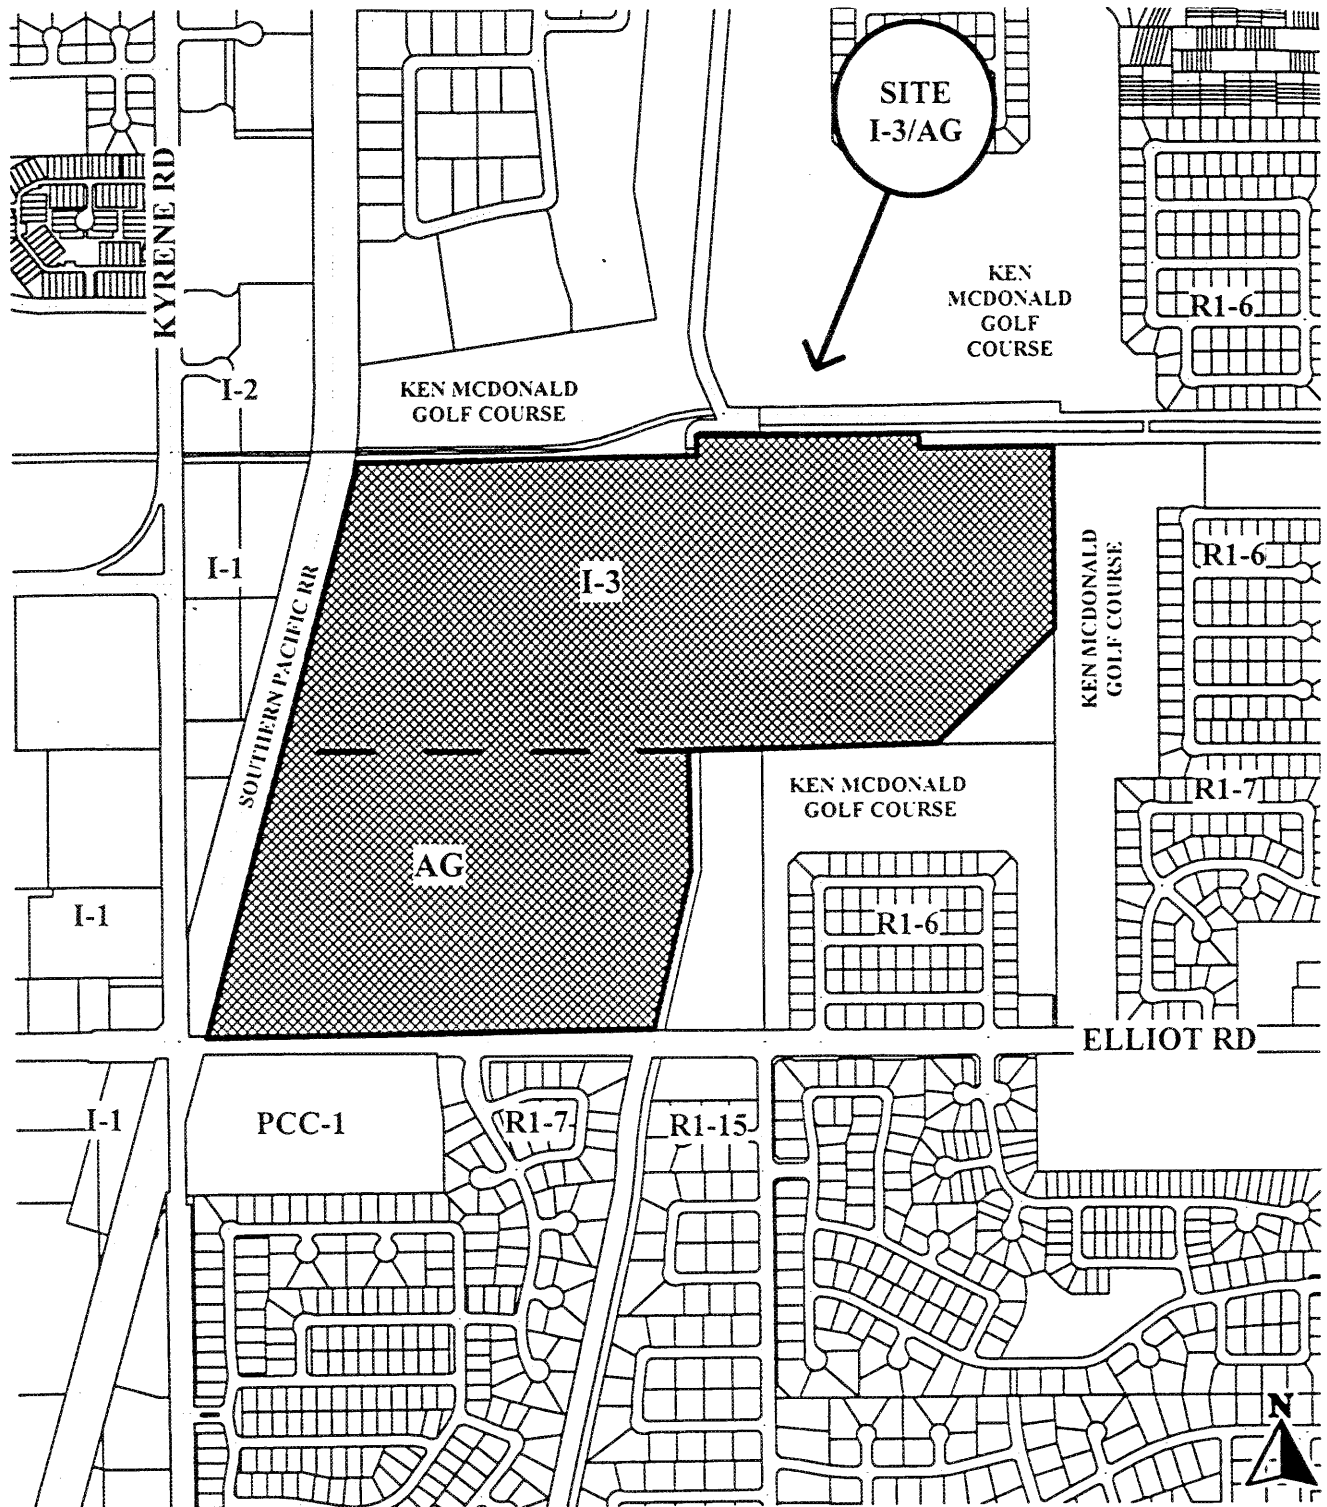 SITE
I-3/AG
KYRENE RD
KEN
MCDONALD
GOLF
COURSE
R1-6
I-2
KEN MCDONALD
GOLF COURSE
I-1
SOUTHERN PACIFIC RR
I-3
KEN MCDONALD
GOLF COURSE
R1-6
R1-7
KEN MCDONALD
GOLF COURSE
AG
I-1
R1-6
ELLIOT RD
I-1
PCC-1
R1-7
R1-15
N